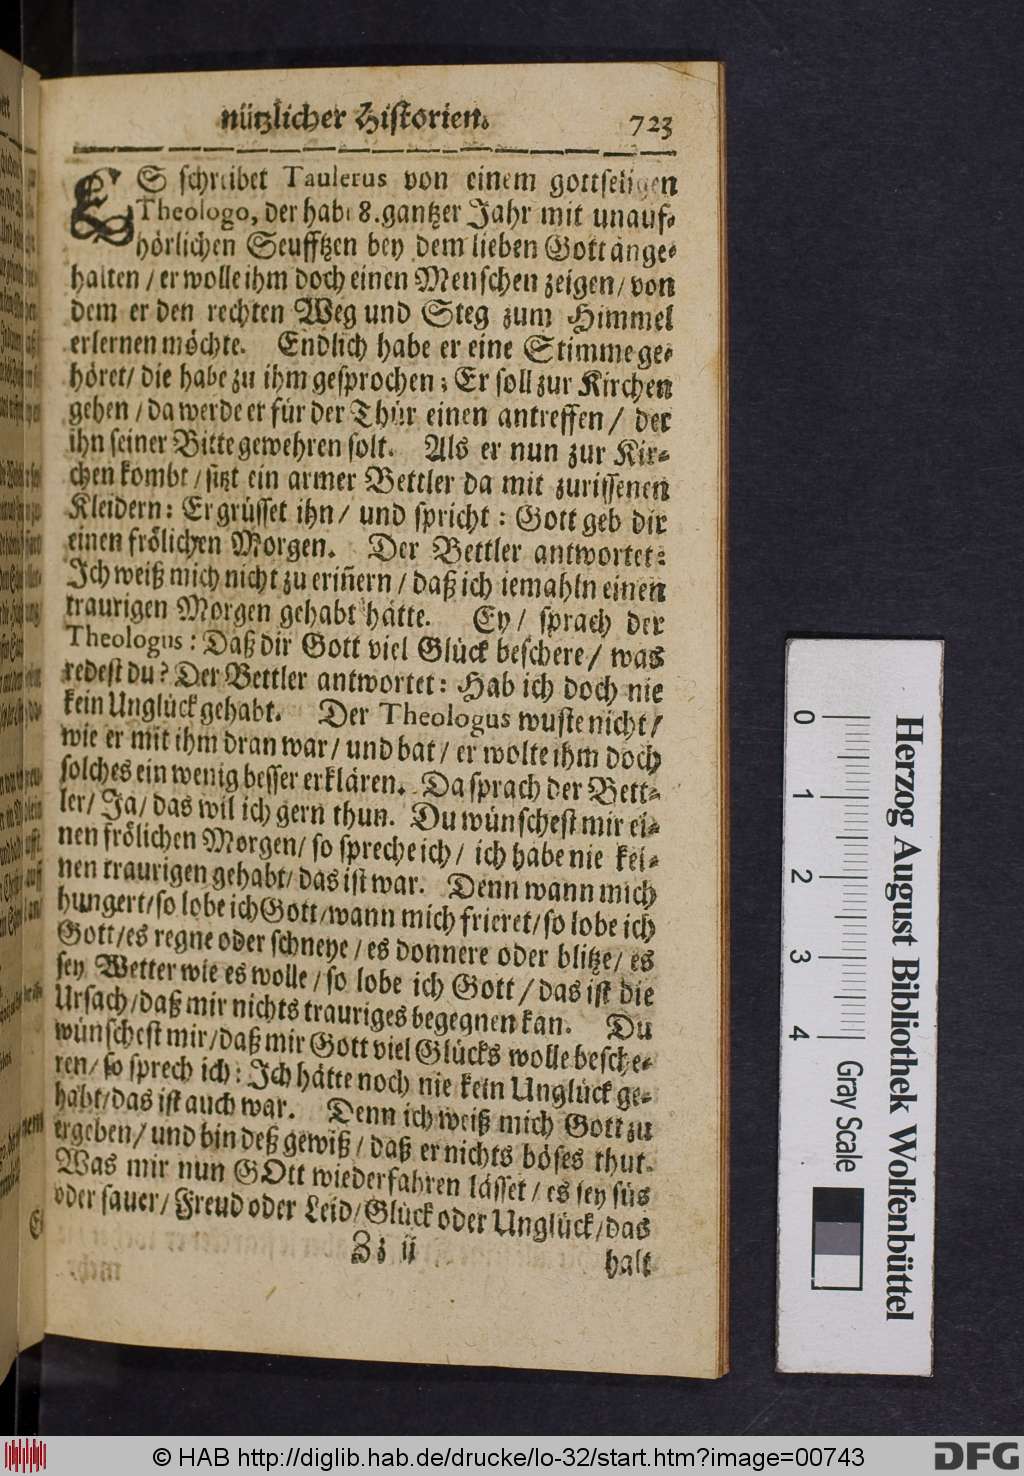 nützlicher Historien. 723
ES schreibet Taulerus von einem gottseligen
Theologo, der habe 8. gantzer Jahr mit unauf-
hörlichen Seufftzen bey dem lieben Gott ange-
halten / er wolle ihm doch einen Menschen zeigen / von
dem er den rechten Weg und Steg zum Himmel
erlernen möchte. Endlich habe er eine Stimme ge-
höret / die habe zu ihm gesprochen; Er soll zur Kirchen
gehen / da werde er für der Thür einen antreffen / der
ihn seiner Bitte gewehren solt. Als er nun zur Kir-
chen kombt / sitzt ein armer Bettler da mit zurissenen
Kleidern: Er grüsset ihn / und spricht: Gott geb dir
einen frölichen Morgen. Der Bettler antwortet:
Ich weiß mich nicht zu eriñern / daß ich iemahln einen
traurigen Morgen gehabt hätte. Ey / sprach der
Theologus: Daß dir Gott viel Glück beschere / was
redest du? Der Bettler antwortet: Hab ich doch nie
kein Unglück gehabt. Der Theologus wuste nicht /
wie er mit ihm dran war / und bat / er wolte ihm doch
solches ein wenig besser erklären. Da sprach der Bett-
ler / Ja / das wil ich gern thun. Du wünschest mir ei-
nen frölichen Morgen / so spreche ich / ich habe nie kei-
nen traurigen gehabt / das ist war. Denn wann mich
hungert / so lobe ich Gott / wann mich frieret / so lobe ich
Gott / es regne oder schneye / es donnere oder blitze / es
sey Wetter wie es wolle / so lobe ich Gott / das ist die
Ursach / daß mir nichts trauriges begegnen kan. Du
wünschest mir / daß mir Gott viel Glücks wolle besche-
ren / so sprech ich: Ich hätte noch nie kein Unglück ge-
habt / das ist auch war. Denn ich weiß mich Gott zu
ergeben / und bin deß gewiß / daß er nichts böses thut.
Was mir nun GOtt wiederfahren lässet / es sey süs
oder sauer / Freud oder Leid / Glück oder Unglück / das
Zz ij
halt
0 1 2 3 4
Gray Scale
Herzog August Bibliothek Wolfenbüttel
© HAB http://diglib.hab.de/drucke/lo-32/start.htm?image=00743
DFG